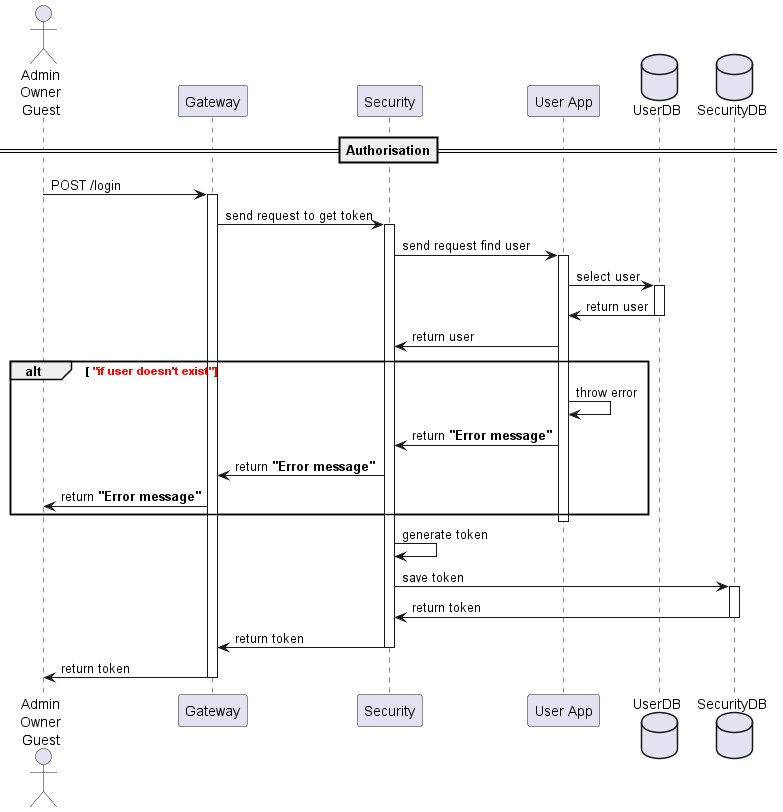 Admin
Owner
Guest
Gateway
Security
User App
UserDB
SecurityDB
Authorisation
POST /login
send request to get token
send request find user
select user
return user
return user
alt
[ "if user doesn't exist"]
throw error
return "Error message"
return "Error message"
return "Error message"
generate token
save token
return token
return token
return token
Admin
Owner
Guest
Gateway
Security
User App
UserDB
SecurityDB